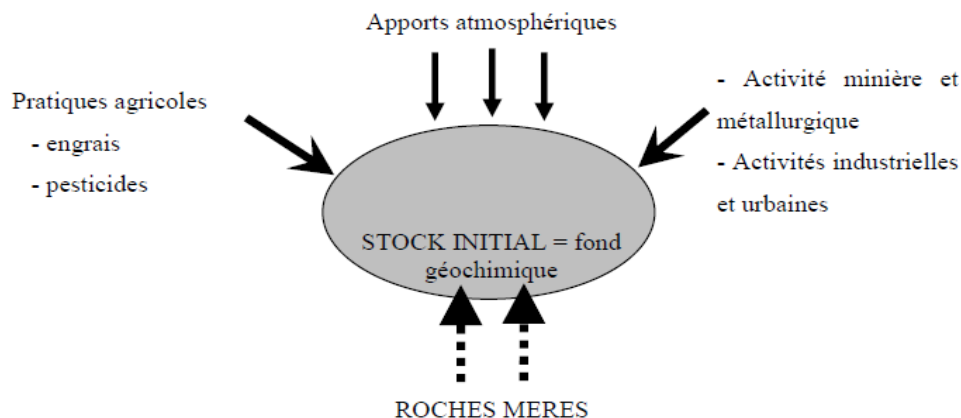 Apports atmosphériques
Pratiques agricoles
- engrais
- pesticides
- Activité minière et
métallurgique
- Activités industrielles
et urbaines
STOCK INITIAL = fond
géochimique
ROCHES MERES